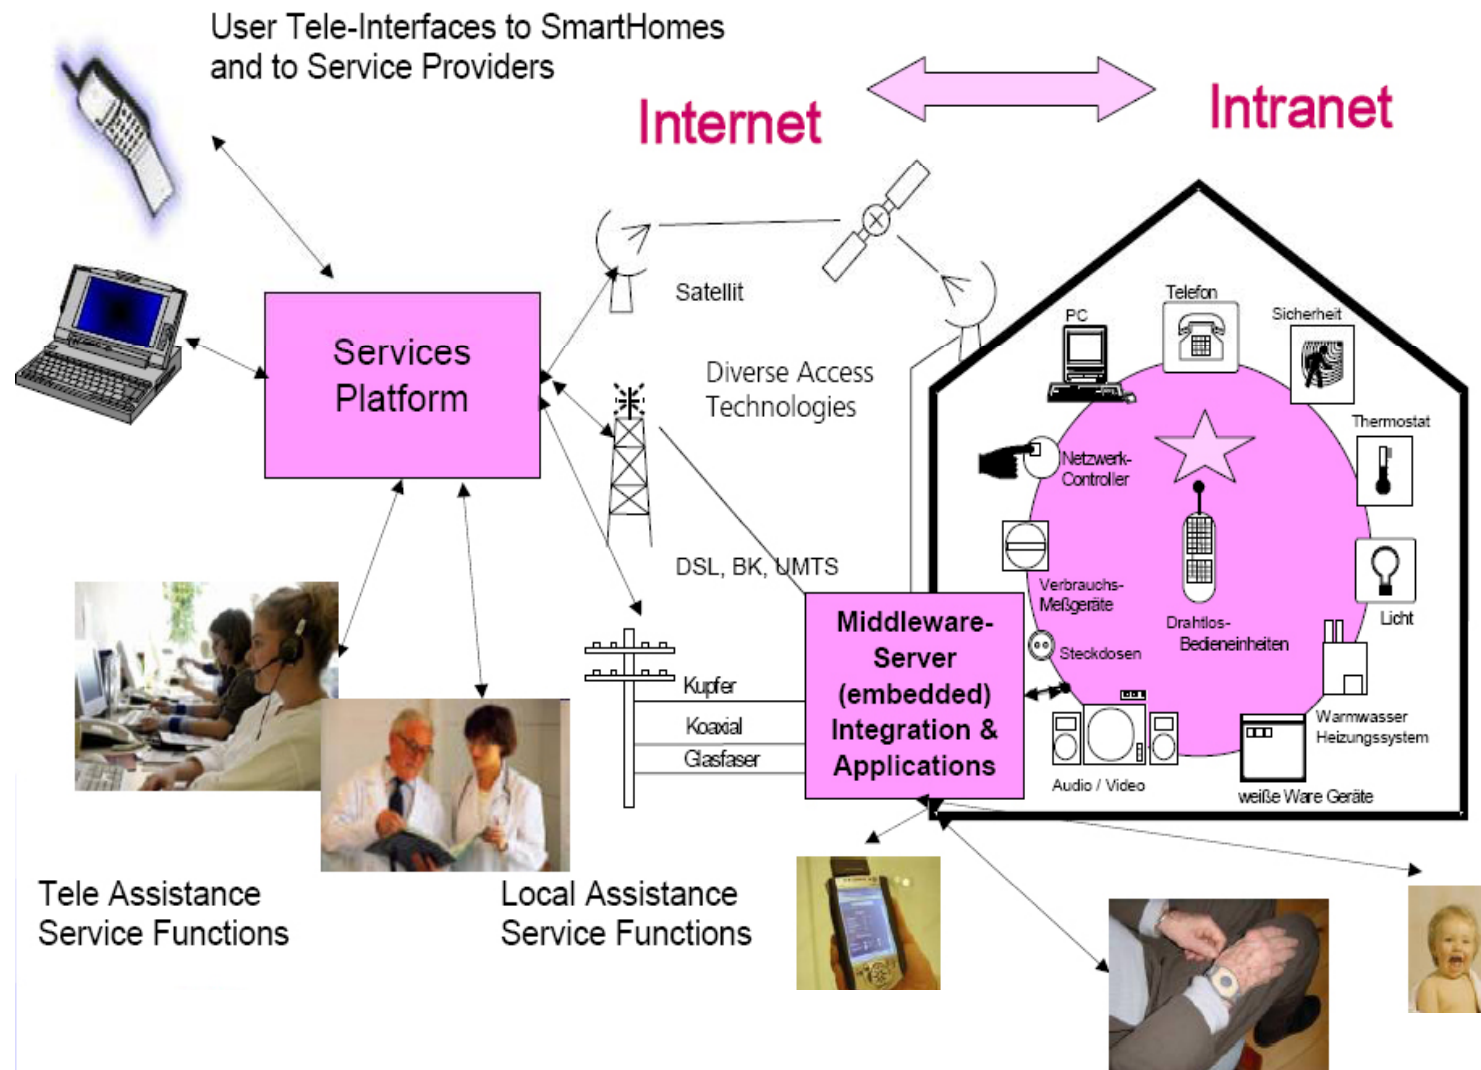 User Tele-Interfaces to SmartHomes
and to Service Providers
Internet
Intranet
Services
Platform
Satellit
Diverse Access
Technologies
DSL, BK, UMTS
Kupfer
Koaxial
Glasfaser
Middleware-
Server
(embedded)
Integration &
Applications
Telefon
PC
Sicherheit
Thermostat
Netzwerk-
Controller
Verbrauchs-
Meßgeräte
Drahtlos-
Bedieneinheiten
Licht
Steckdosen
Warmwasser
Heizungssystem
Audio / Video
weiße Ware Geräte
Tele Assistance
Service Functions
Local Assistance
Service Functions